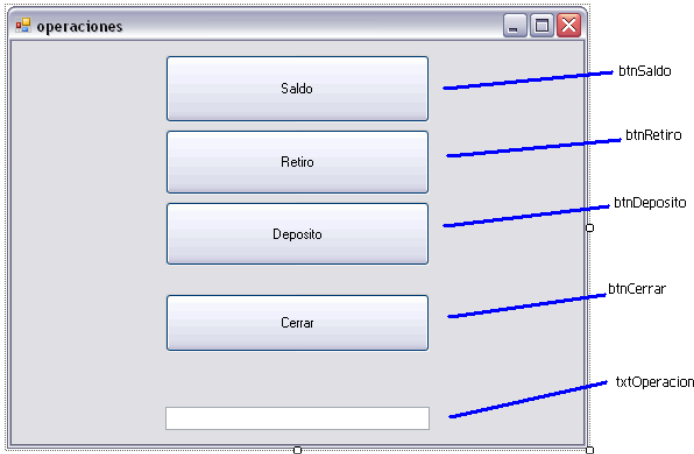 operaciones
Saldo
btnSaldo
Retiro
btnRetiro
Deposito
btnDeposito
Cerrar
btnCerrar
txtOperacion